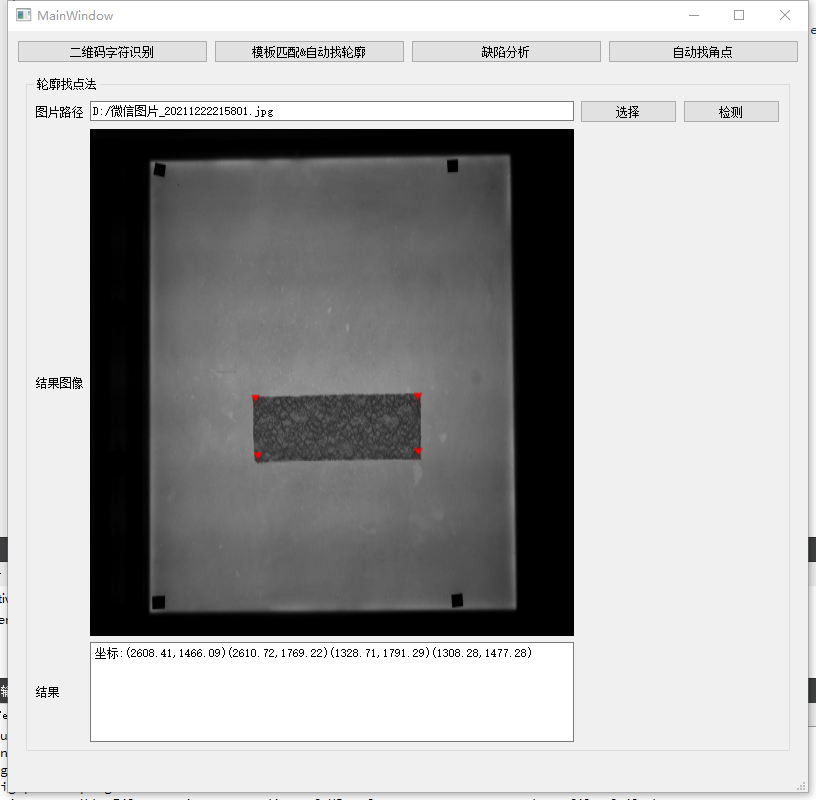 MainWindow
二维码字符识别 模板匹配&自动找轮廓 缺陷分析 自动找角点
轮廓找点法
图片路径 D:/微信图片_20211222215801.jpg 选择 检测
结果图像
坐标:(2608.41,1466.09)(2610.72,1769.22)(1328.71,1791.29)(1308.28,1477.28)
结果